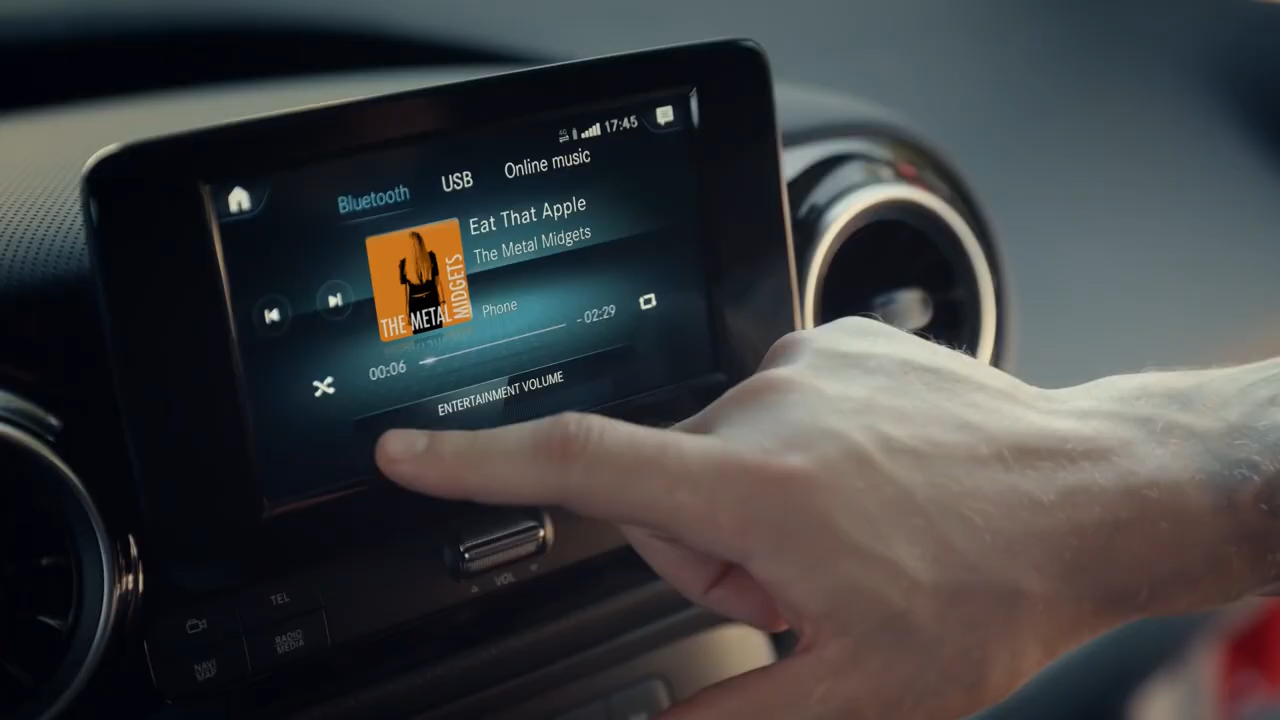 4G
17:45
Bluetooth
USB
Online music
Eat That Apple
The Metal Midgets
THE METAL
MIDGETS
Phone
00:06
-02:29
ENTERTAINMENT VOLUME
VOL
TEL
RADIO
MEDIA
NAVI
MAP